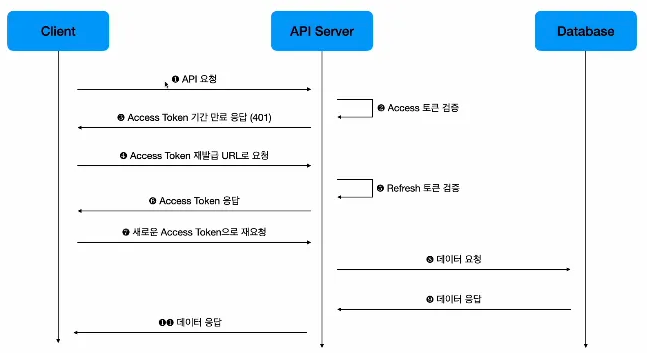 Client
API Server
Database
❶ API 요청
❷ Access 토큰 검증
❸ Access Token 기간 만료 응답 (401)
❹ Access Token 재발급 URL로 요청
❺ Refresh 토큰 검증
❻ Access Token 응답
❼ 새로운 Access Token으로 재요청
❽ 데이터 요청
❾ 데이터 응답
❶❶ 데이터 응답